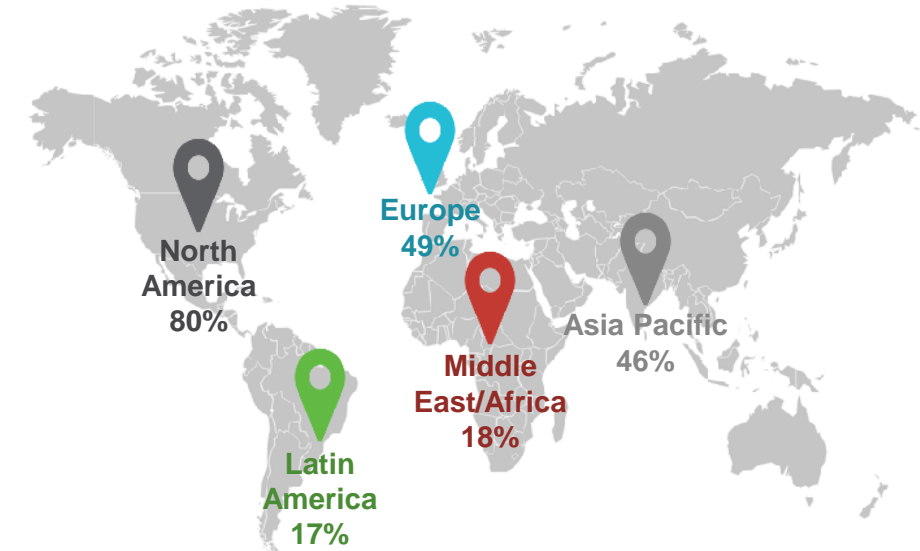 Europe
49%
North
America
80%
Asia Pacific
46%
Middle
East/Africa
18%
Latin
America
17%